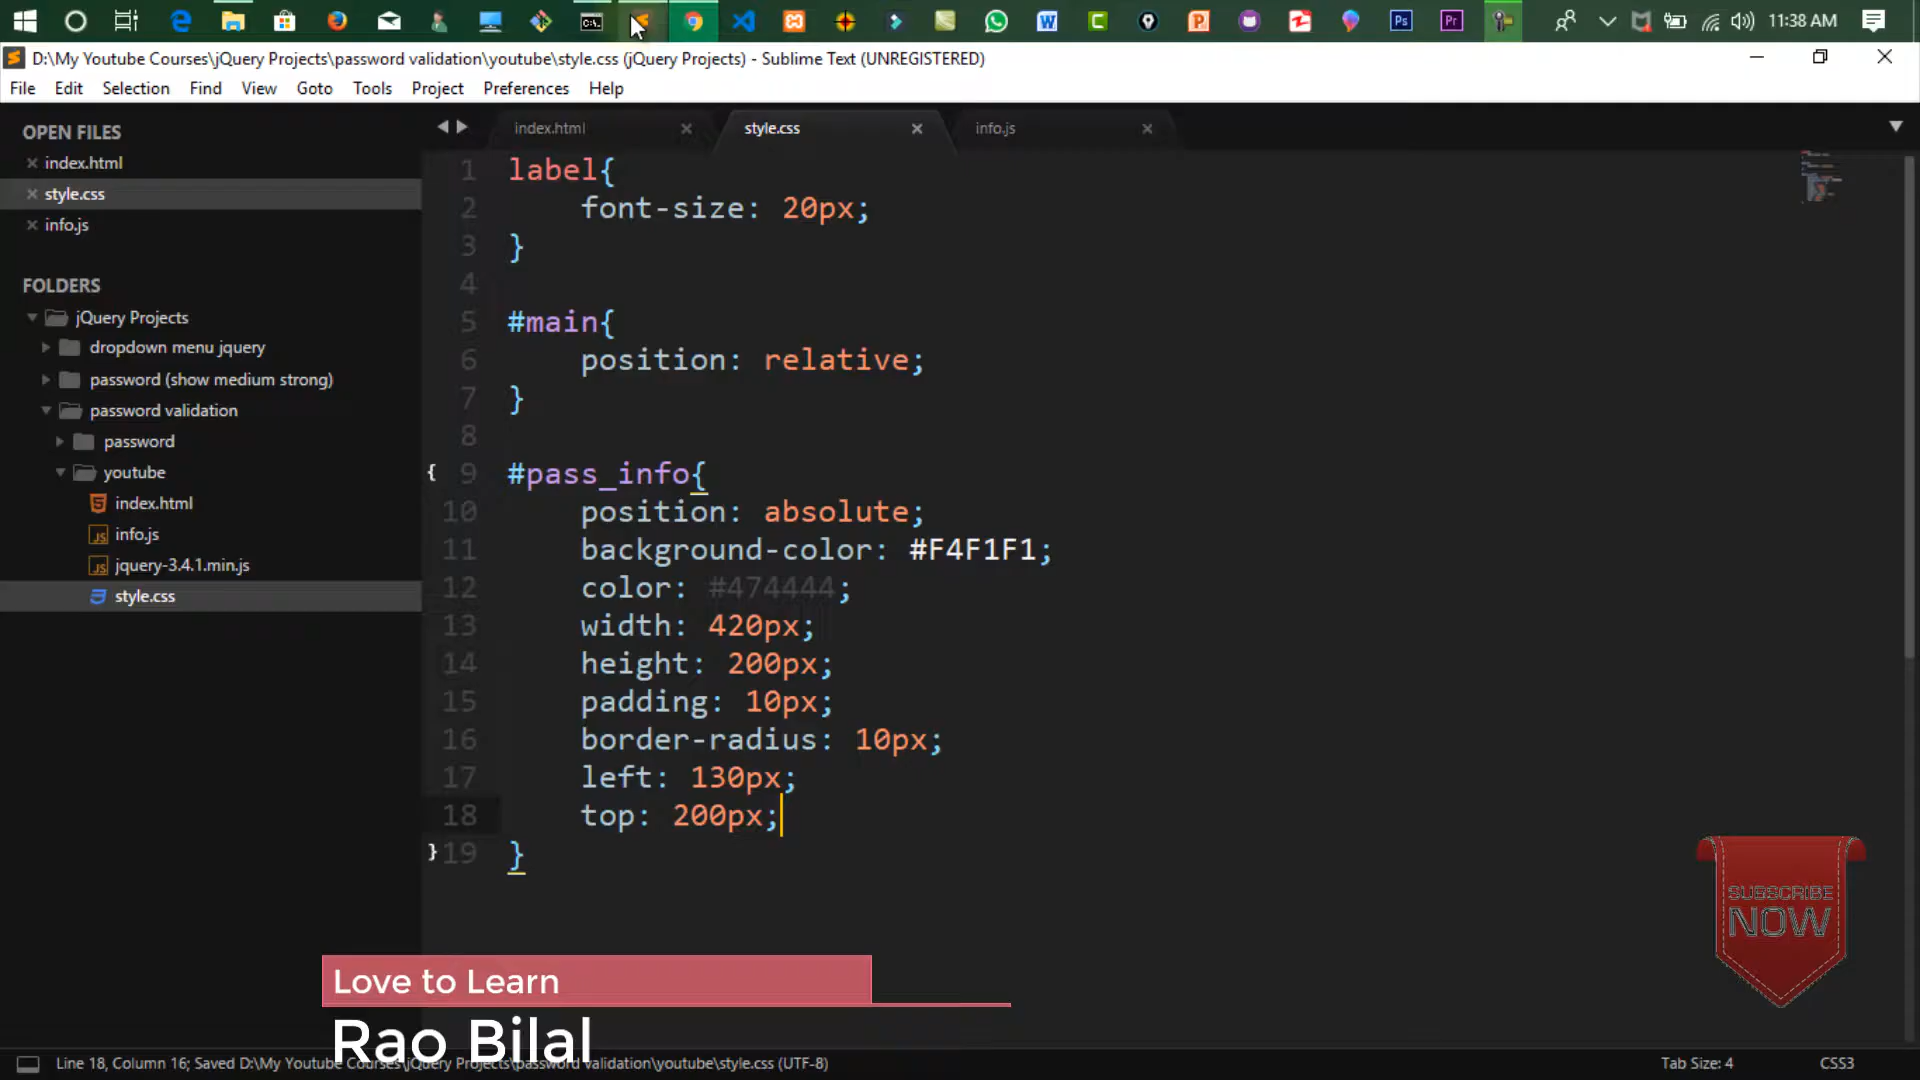 11:38 AM
D:\My Youtube Courses\jQuery Projects\password validation\youtube\style.css (jQuery Projects) - Sublime Text (UNREGISTERED)
File Edit Selection Find View Goto Tools Project Preferences Help
OPEN FILES
index.html
style.css
info.js
FOLDERS
jQuery Projects
dropdown menu jquery
password (show medium strong)
password validation
password
youtube
index.html
info.js
jquery-3.4.1.min.js
style.css
index.html style.css info.js
1 label{
2 font-size: 20px;
3 }
4
5 #main{
6 position: relative;
7 }
8
{ 9 #pass_info{
10 position: absolute;
11 background-color: #F4F1F1;
12 color: #474444;
13 width: 420px;
14 height: 200px;
15 padding: 10px;
16 border-radius: 10px;
17 left: 130px;
18 top: 200px;
} 19 }
SUBSCRIBE
NOW
Love to Learn
Rao Bilal
Line 18, Column 16; Saved D:\My Youtube Courses\jQuery Projects\password validation\youtube\style.css (UTF-8) Tab Size: 4 CSS3